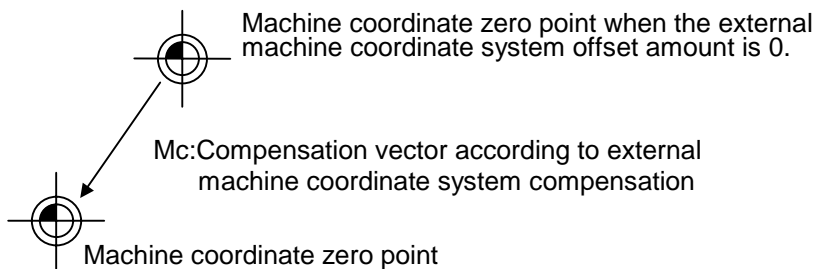 Machine coordinate zero point when the external
machine coordinate system offset amount is 0.
Mc:Compensation vector according to external
machine coordinate system compensation
Machine coordinate zero point